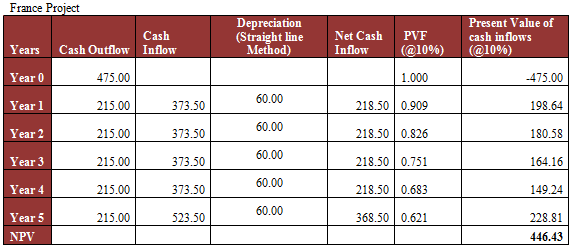 France Project
Years Cash Outflow Cash Inflow Depreciation (Straight line Method) Net Cash Inflow PVF (@10%) Present Value of cash inflows (@10%)
Year 0 475.00 1.000 -475.00
Year 1 215.00 373.50 60.00 218.50 0.909 198.64
Year 2 215.00 373.50 60.00 218.50 0.826 180.58
Year 3 215.00 373.50 60.00 218.50 0.751 164.16
Year 4 215.00 373.50 60.00 218.50 0.683 149.24
Year 5 215.00 523.50 60.00 368.50 0.621 228.81
NPV 446.43